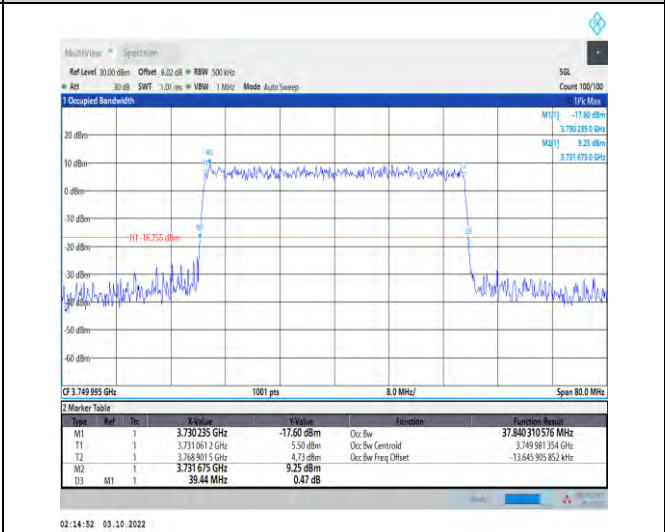 MultiView Spectrum
Ref Level 30.00 dBm Offset 8.02 dB RBW 500 kHz SGL
Att 30 dB SWT 1.01 ms VBW 1 MHz Mode Auto Sweep Count 100/100
1 Occupied Bandwidth 1Pk Max
M1[1] -17.60 dBm
3.730 235 0 GHz
M2[1] 9.25 dBm
3.731 675 0 GHz
20 dBm
M2
T1
10 dBm
0 dBm
-10 dBm
M1
D3
H1 -16.755 dBm
-20 dBm
-30 dBm
-40 dBm
-50 dBm
-60 dBm
CF 3.749 995 GHz 1001 pts 8.0 MHz/ Span 80.0 MHz
2 Marker Table
Type Ref Trc X-Value Y-Value Function Function Result
M1 1 3.730 235 GHz -17.60 dBm Occ Bw 37.840 310 576 MHz
T1 1 3.731 061 2 GHz 5.50 dBm Occ Bw Centroid 3.749 981 354 GHz
T2 1 3.768 901 5 GHz 4.73 dBm Occ Bw Freq Offset -13.645 905 852 kHz
M2 1 3.731 675 GHz 9.25 dBm
D3 M1 1 39.44 MHz 0.47 dB
02:14:52 03.10.2022